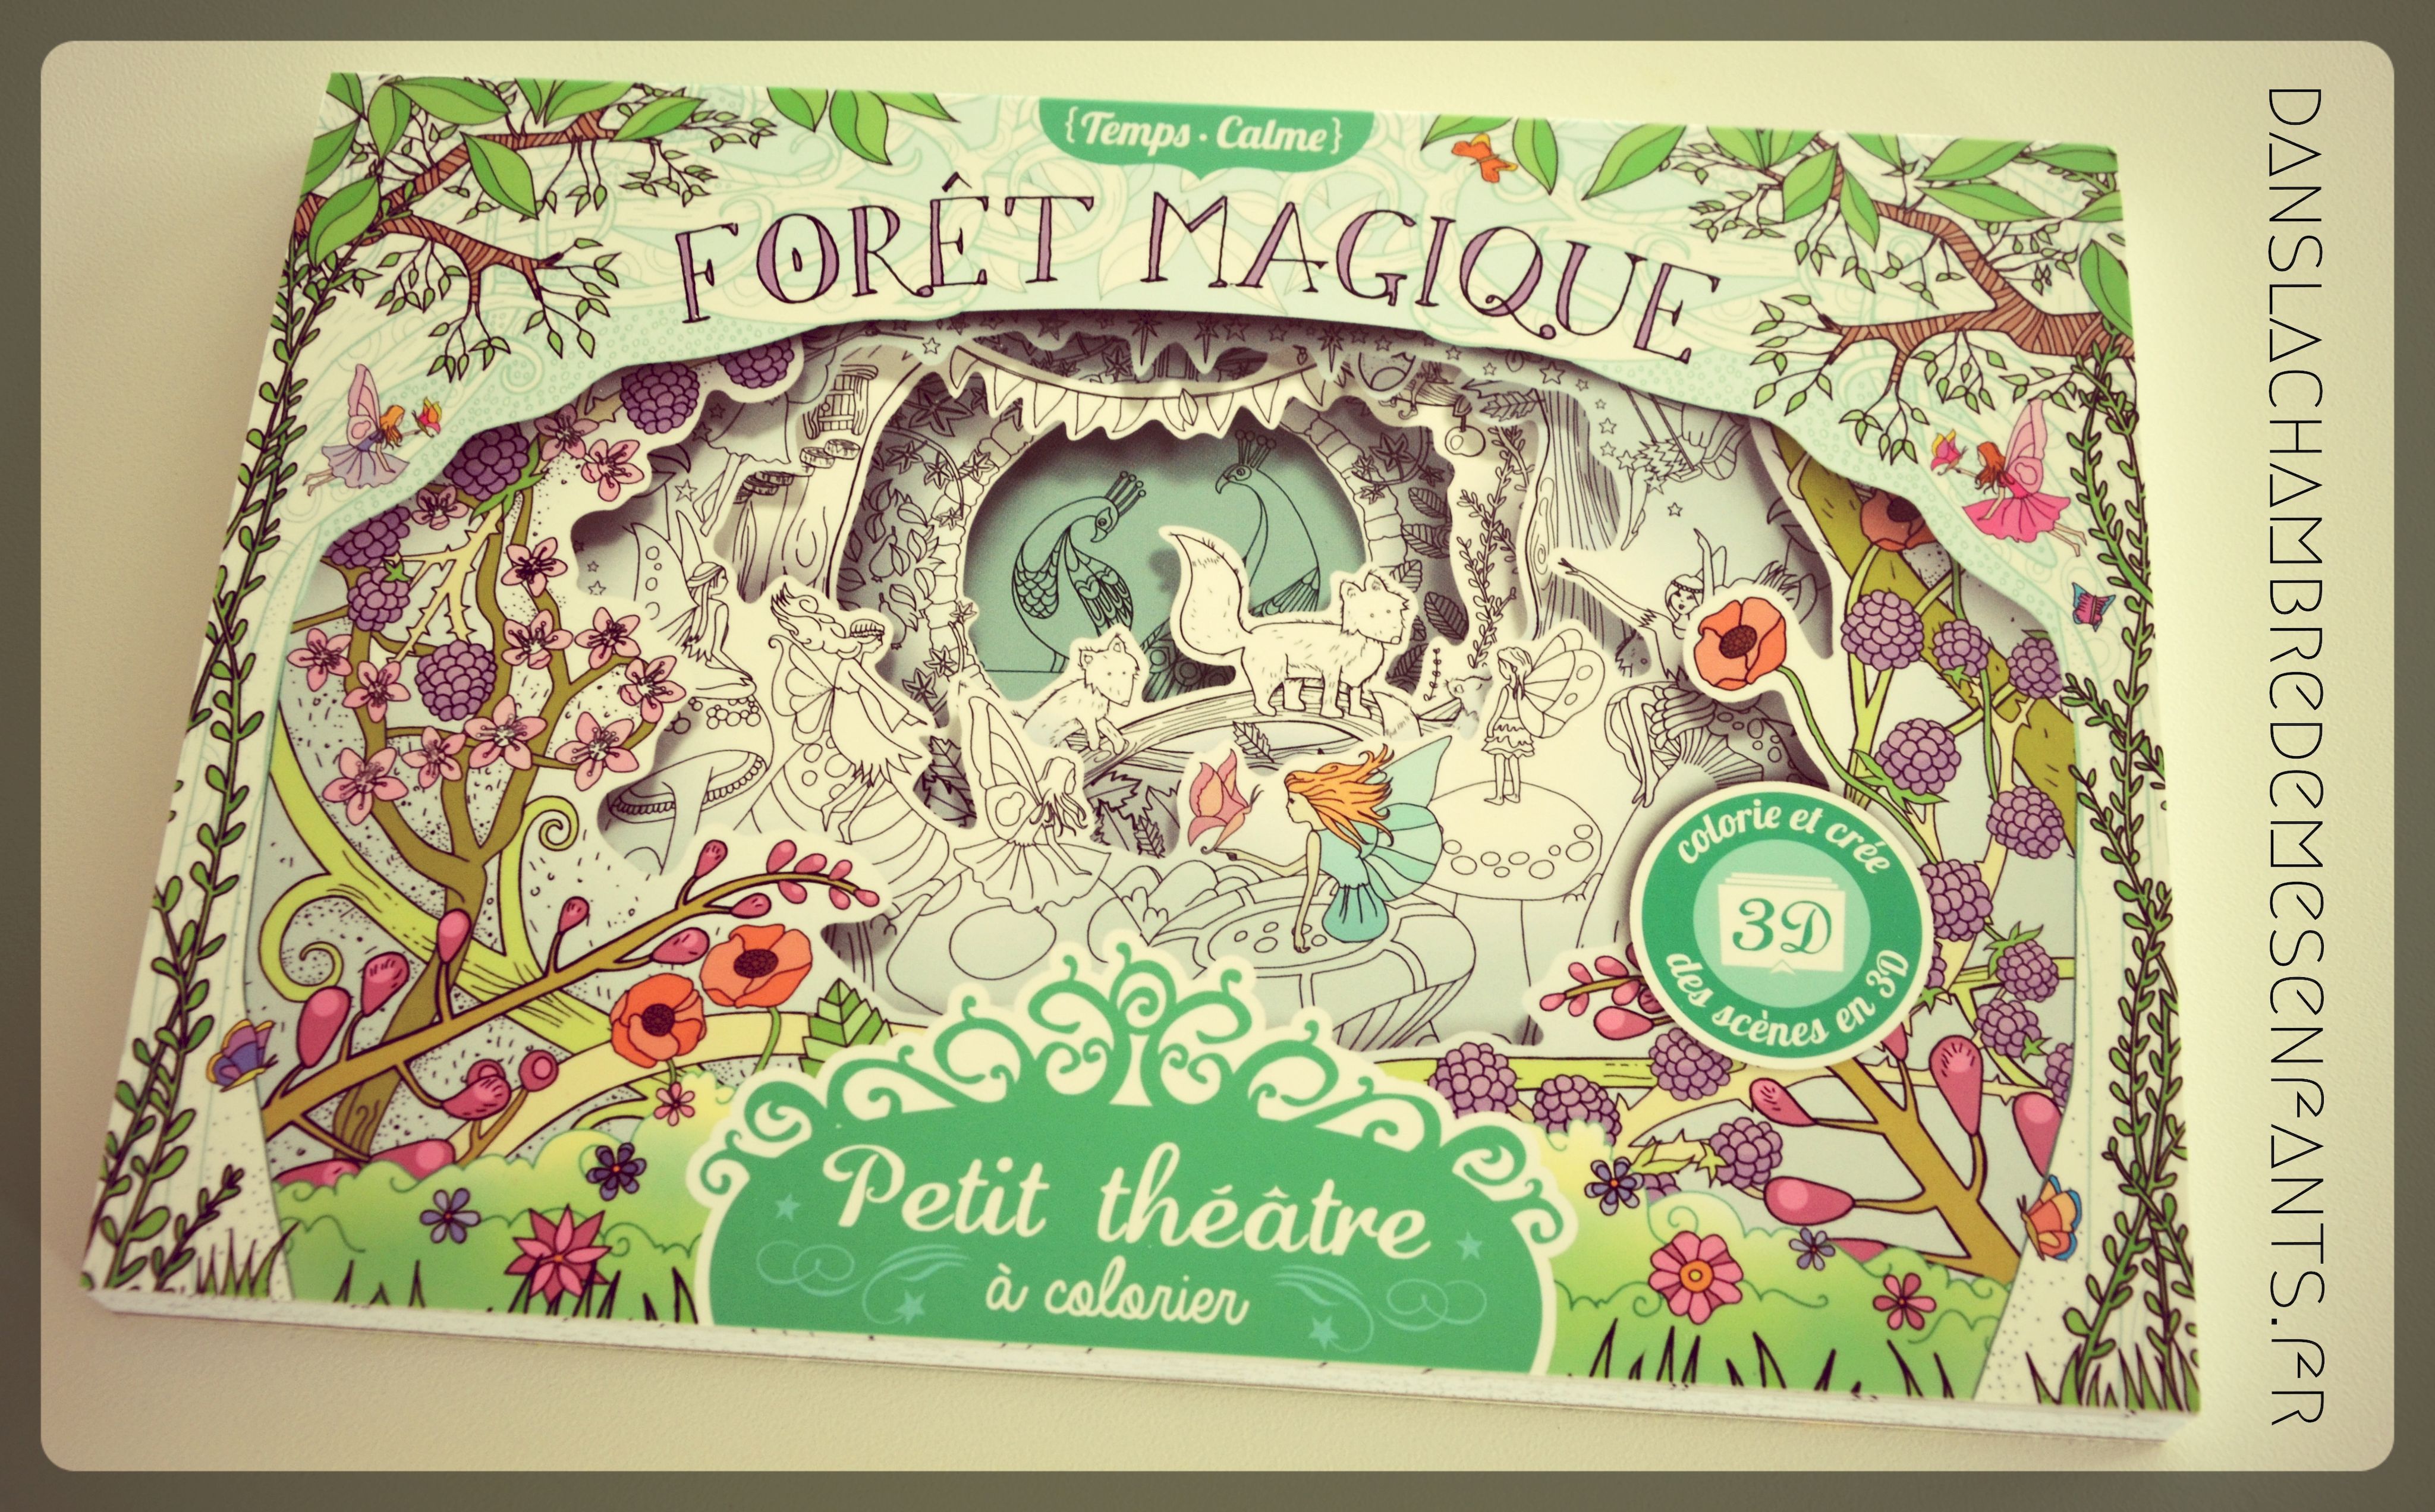 {Temps · Calme}
FORÊT MAGIQUE
colorie et crée
3D
des scènes en 3D
Petit théâtre
à colorier
DANSLACHAMBREDEMESENFANTS.FR